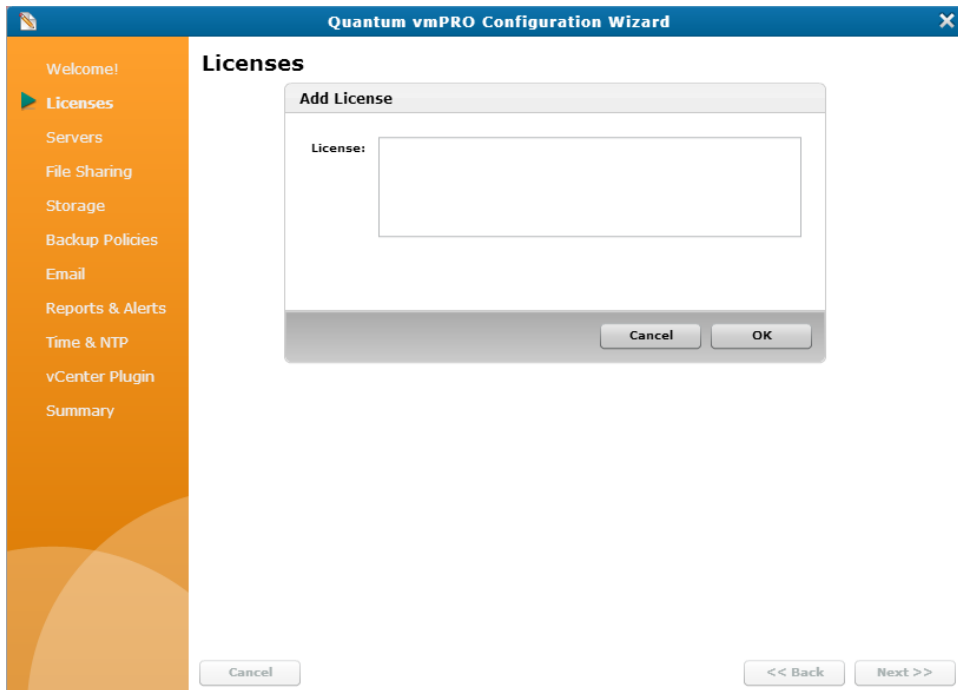 Quantum vmPRO Configuration Wizard
Welcome!
Licenses
Servers
File Sharing
Storage
Backup Policies
Email
Reports & Alerts
Time & NTP
vCenter Plugin
Summary
Licenses
Add License
License:
Cancel OK
Cancel << Back Next >>